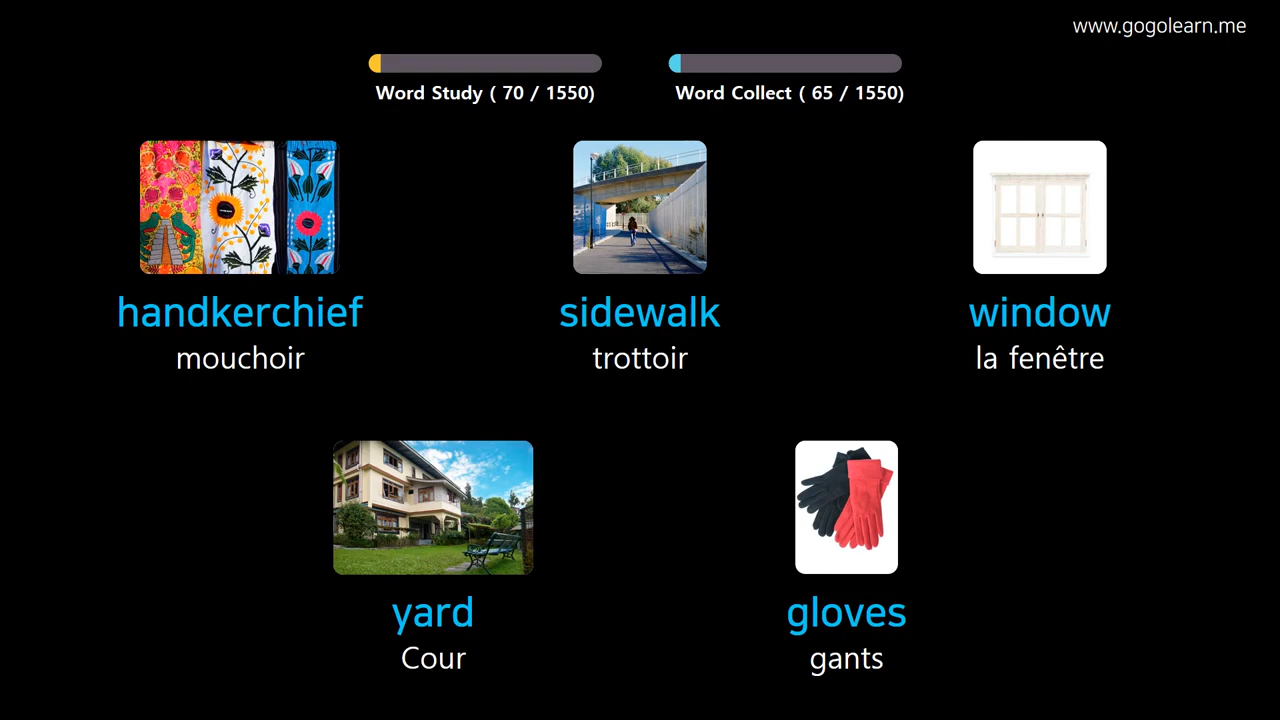 www.gogolearn.me
Word Study ( 70 / 1550)
Word Collect ( 65 / 1550)
handkerchief
mouchoir
sidewalk
trottoir
window
la fenêtre
yard
Cour
gloves
gants